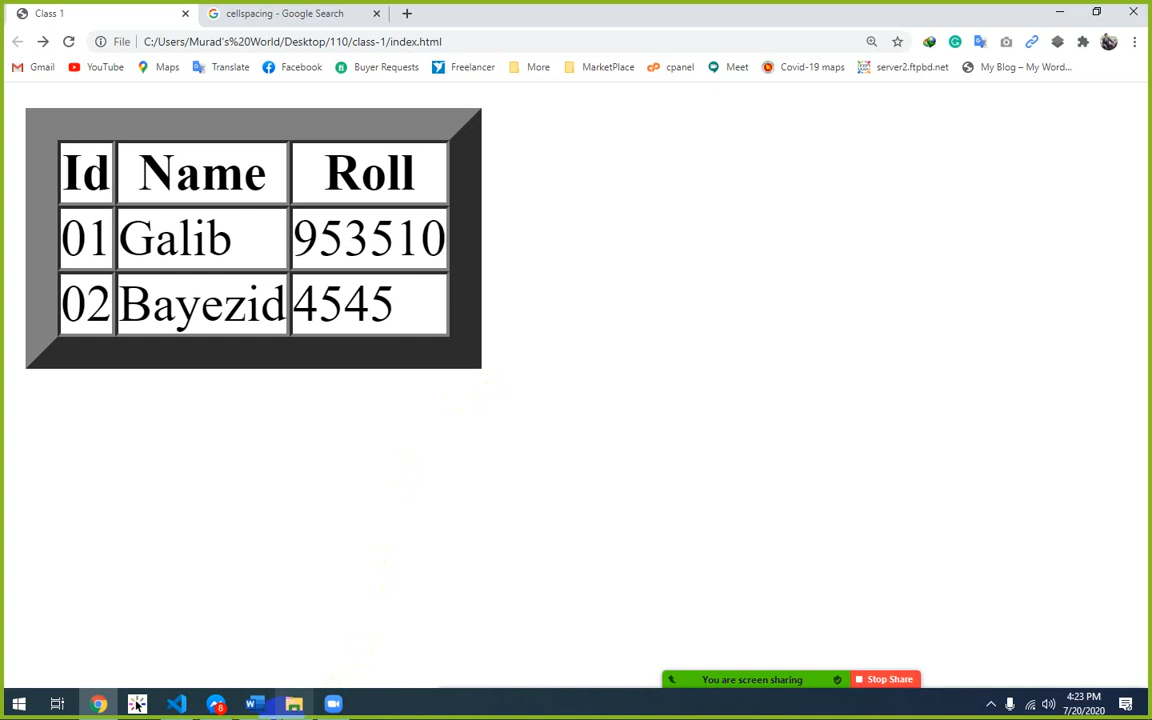 Class 1
cellspacing - Google Search
File
C:/Users/Murad's%20World/Desktop/110/class-1/index.html
Gmail
YouTube
Maps
Translate
Facebook
Buyer Requests
Freelancer
More
MarketPlace
cpanel
Meet
Covid-19 maps
server2.ftpbd.net
My Blog – My Word...
Id Name Roll
01 Galib 953510
02 Bayezid 4545
You are screen sharing
Stop Share
8
4:23 PM
7/20/2020